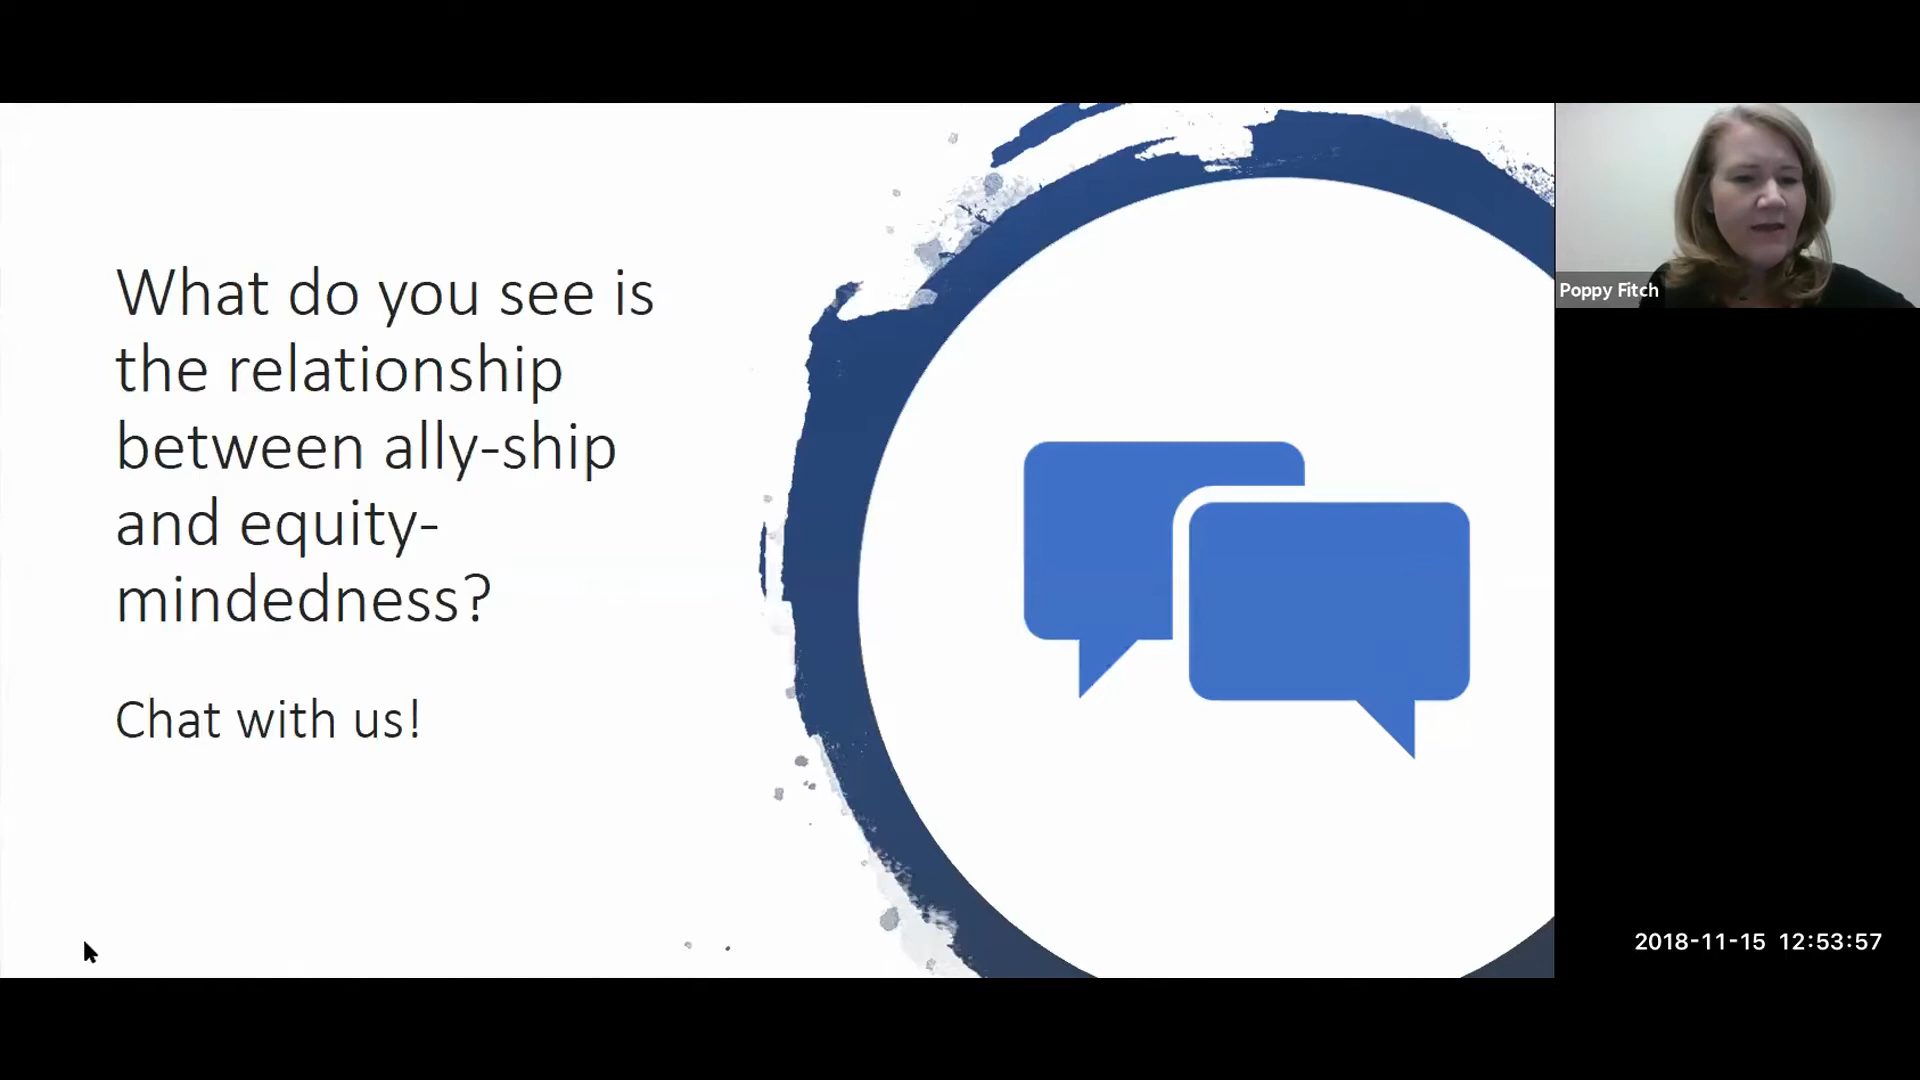 What do you see is
the relationship
between ally-ship
and equity-
mindedness?
Chat with us!
Poppy Fitch
2018-11-15 12:53:57